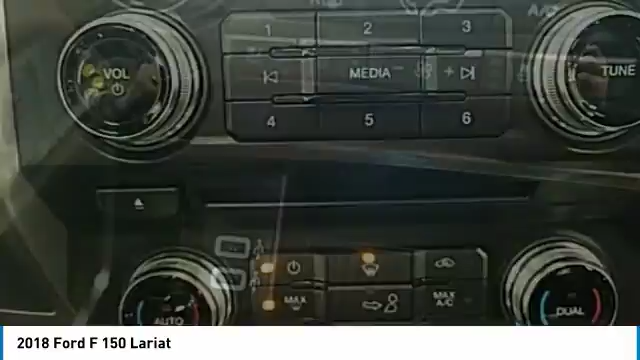 A/C
1 2 3
VOL MEDIA + TUNE
4 5 6
MAX MAX A/C
AUTO DUAL
2018 Ford F 150 Lariat